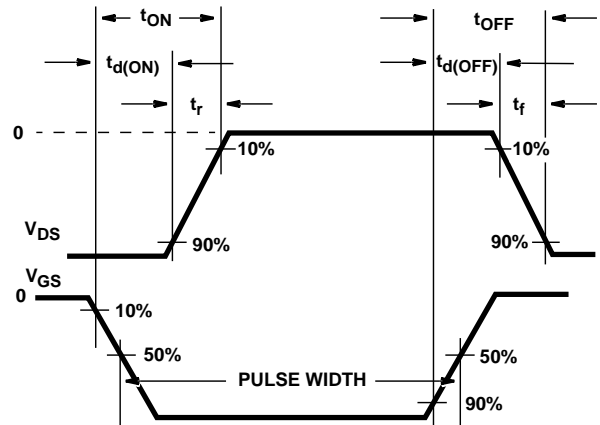 tON
tOFF
td(ON)
td(OFF)
tr
tf
0
10%
10%
VDS
90%
90%
VGS
0
10%
50%
50%
PULSE WIDTH
90%